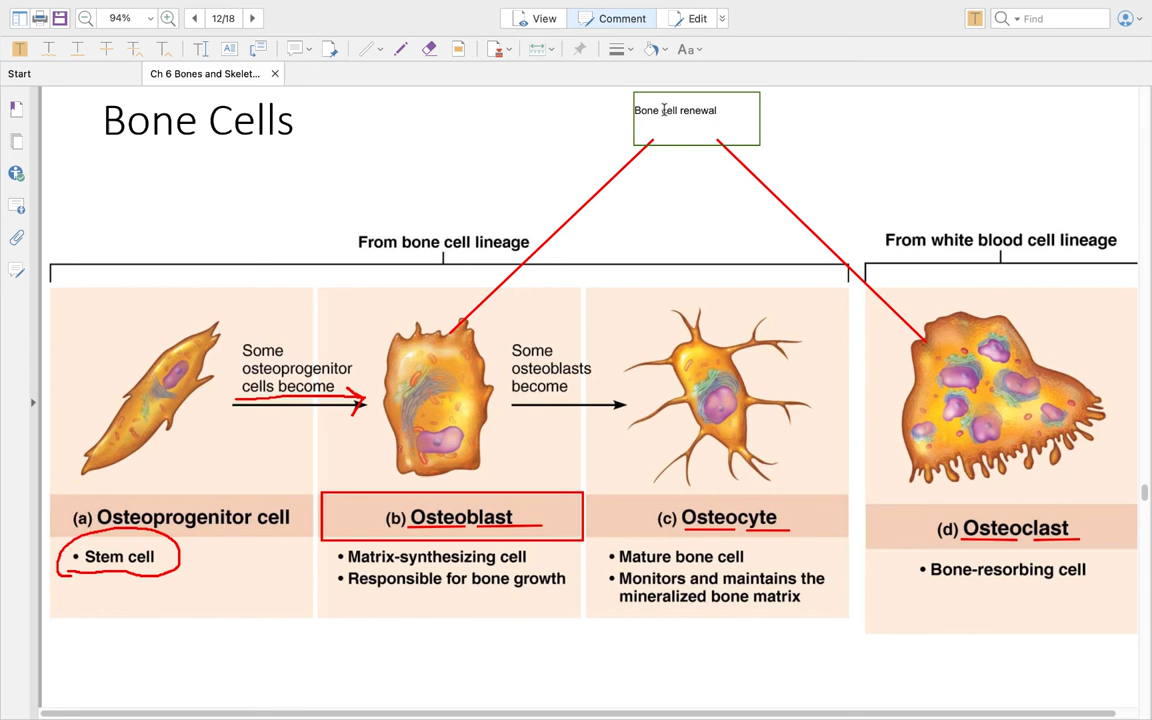 94%
12/18
View
Comment
Edit
Find
T
T
T
T
T
T
T
A
Aa
T
Start
Ch 6 Bones and Skelet...
Bone Cells
Bone cell renewal
From bone cell lineage
From white blood cell lineage
Some
osteoprogenitor
cells become
Some
osteoblasts
become
(a) Osteoprogenitor cell
• Stem cell
(b) Osteoblast
• Matrix-synthesizing cell
• Responsible for bone growth
(c) Osteocyte
• Mature bone cell
• Monitors and maintains the
mineralized bone matrix
(d) Osteoclast
• Bone-resorbing cell